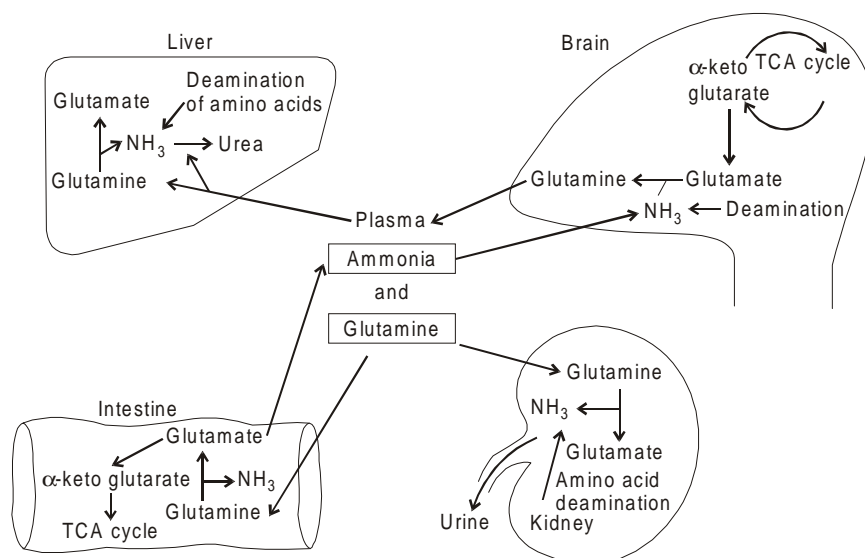 Liver
Deamination
of amino acids
Glutamate
NH3
Urea
Glutamine
Brain
α-keto
glutarate
TCA cycle
Glutamine
Glutamate
NH3
Deamination
Plasma
Ammonia
and
Glutamine
Intestine
Glutamate
α-keto glutarate
NH3
Glutamine
TCA cycle
Glutamine
NH3
Glutamate
Amino acid
deamination
Urine
Kidney